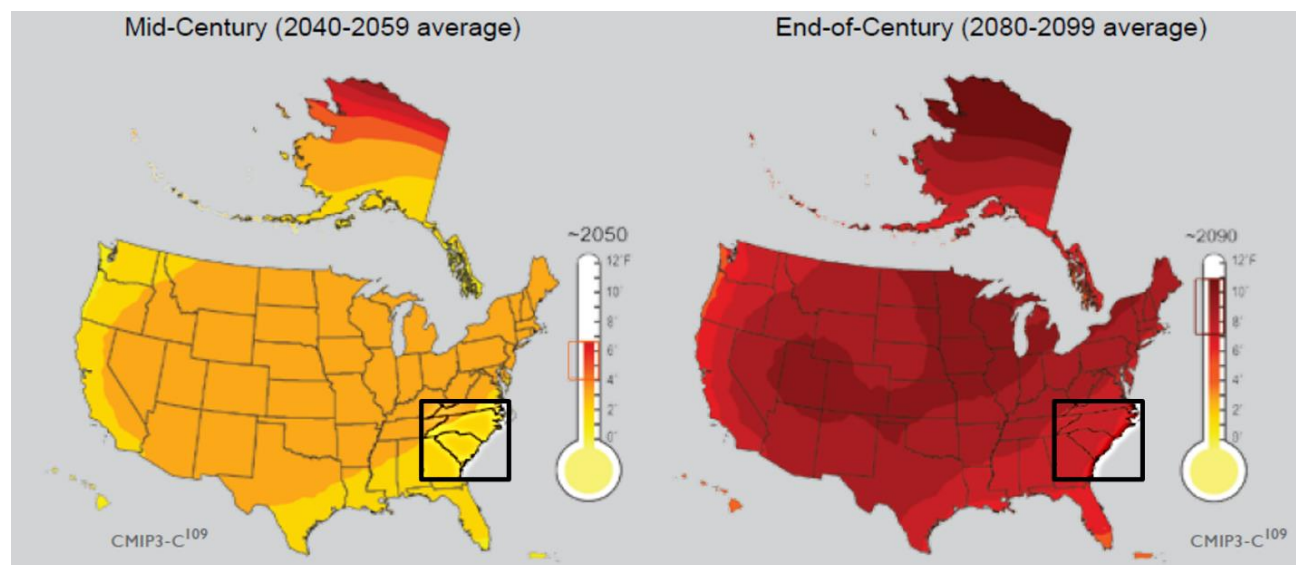 Mid-Century (2040-2059 average)
End-of-Century (2080-2099 average)
~2050
12°F
10°
8°
6°
4°
2°
0°
CMIP3-C109
~2090
12°F
10°
8°
6°
4°
2°
0°
CMIP3-C109